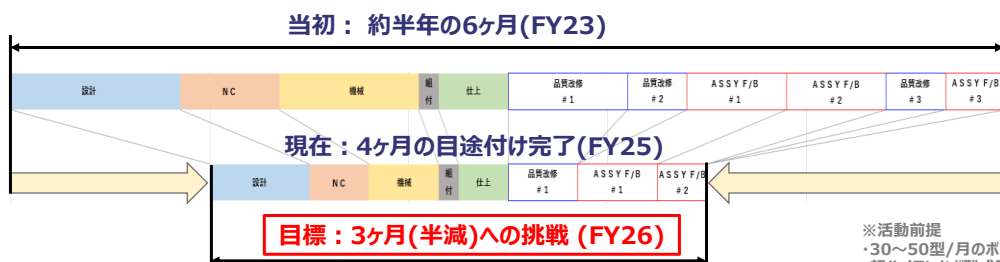 当初： 約半年の6ヶ月(FY23)
設計
NC
機械
組付
仕上
品質改修
#1
品質改修
#2
ASSY F/B
#1
ASSY F/B
#2
品質改修
#3
ASSY F/B
#3
現在：4ヶ月の目途付け完了(FY25)
設計
NC
機械
組付
仕上
品質改修
#1
ASSY F/B
#1
ASSY F/B
#2
目標：3ヶ月(半減)への挑戦 (FY26)
※活動前提
・30～50型/月のボ